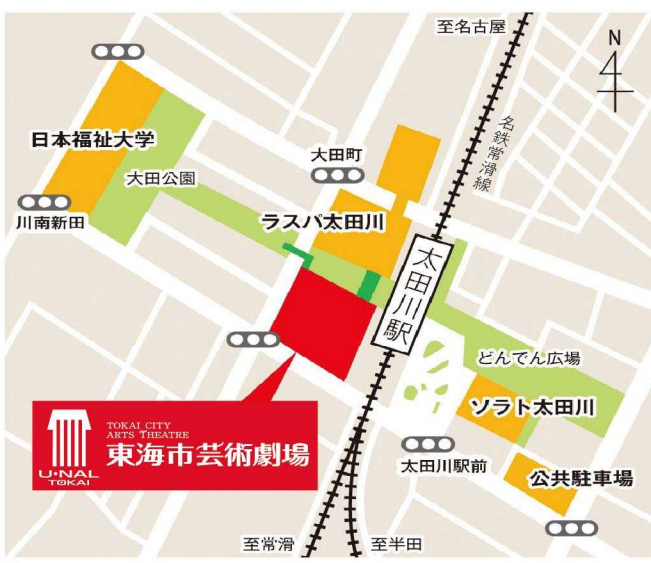 至名古屋
N
名鉄常滑線
日本福祉大学
大田町
大田公園
川南新田
ラスパ太田川
太田川駅
どんでん広場
ソラト太田川
TOKAI CITY
ARTS THEATRE
東海市芸術劇場
U•NAL
TOKAI
太田川駅前
公共駐車場
至常滑
至半田